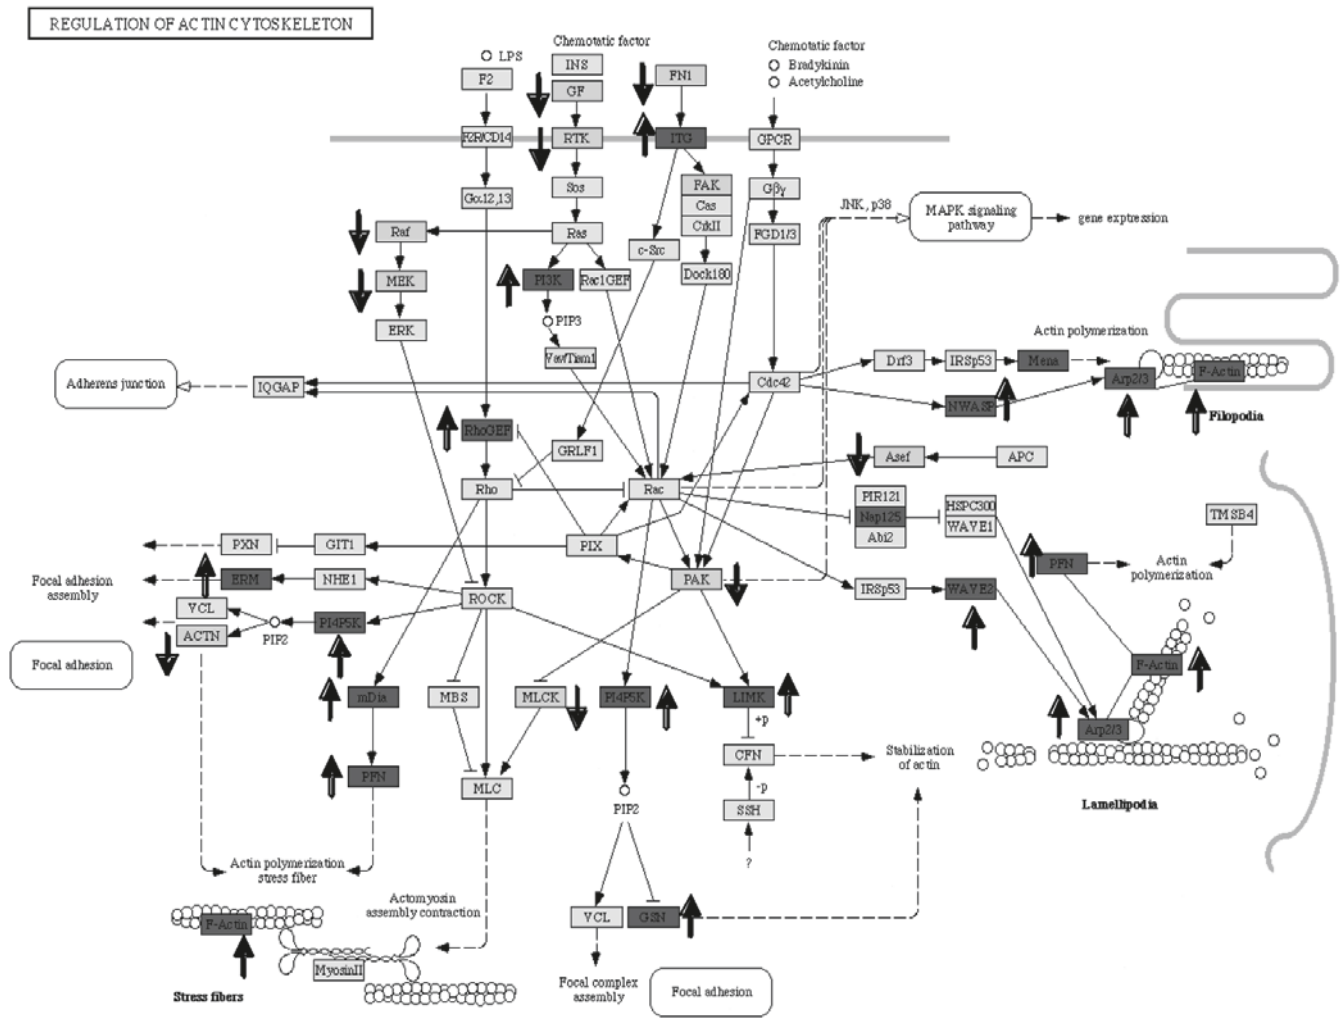 REGULATION OF ACTIN CYTOSKELETON
LPS
Chemotatic factor
Chemotatic factor
Bradykinin
Acetylcholine
F2
INS
GF
FN1
F2R/CD14
RTK
ITG
GPCR
Gα12,13
Sos
FAK
Cas
CrkII
Gβγ
JNK, p38
MAPK signaling
pathway
gene exptression
Raf
Ras
c-Src
FGD1/3
MEK
PI3K
Rac1GEF
Dock180
ERK
PIP3
Vav/Tiam1
Actin polymerization
Drf3
IRSp53
Mena
Arp2/3
F-Actin
Adherens junction
IQGAP
Cdc42
NWASP
Filopodia
RhoGEF
GRLF1
Asef
APC
Rho
Rac
PIR121
Nap125
Abi2
HSPC300
WAVE1
TMSB4
PXN
GIT1
PIX
PFN
Actin
polymerization
Focal adhesion
assembly
ERM
NHE1
ROCK
PAK
IRSp53
WAVE2
VCL
ACTN
PIP2
PI4P5K
Focal adhesion
F-Actin
mDia
MBS
MLCK
PI4P5K
LIMK
+p
Arp2/3
PFN
MLC
CFN
Stabilization
of actin
-p
PIP2
SSH
?
Lamellipodia
Actin polymerization
stress fiber
Actomyosin
assembly contraction
F-Actin
VCL
GSN
MyosinII
Stress fibers
Focal complex
assembly
Focal adhesion